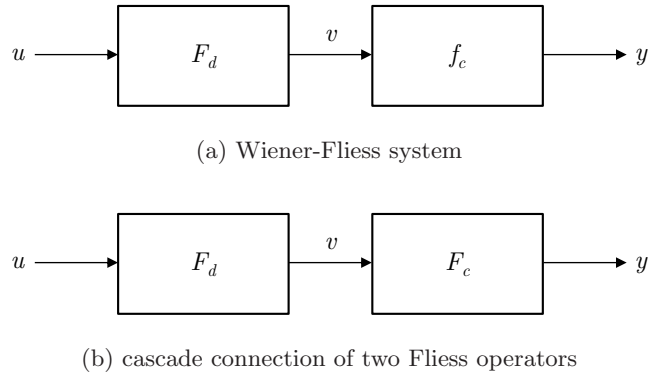 u F_d v f_c y
(a) Wiener-Fliess system
u F_d v F_c y
(b) cascade connection of two Fliess operators